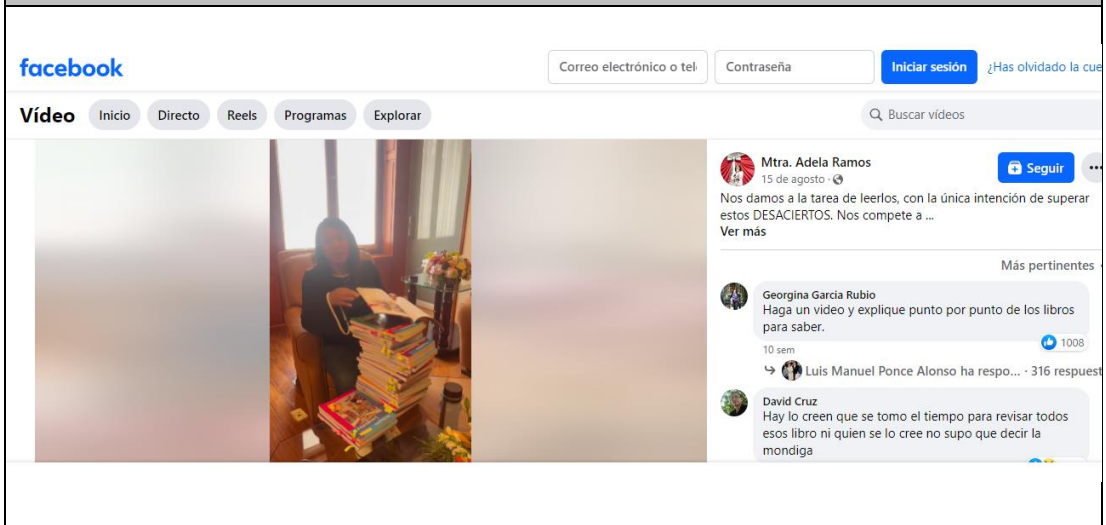 facebook
Correo electrónico o tel
Contraseña
Iniciar sesión
¿Has olvidado la cue
Vídeo
Inicio
Directo
Reels
Programas
Explorar
Buscar vídeos
Mtra. Adela Ramos
Seguir
15 de agosto ·
Nos damos a la tarea de leerlos, con la única intención de superar
estos DESACIERTOS. Nos compete a ...
Ver más
Más pertinentes
Georgina Garcia Rubio
Haga un video y explique punto por punto de los libros
para saber.
1008
10 sem
Luis Manuel Ponce Alonso ha respo... · 316 respuest
David Cruz
Hay lo creen que se tomo el tiempo para revisar todos
esos libro ni quien se lo cree no supo que decir la
mondiga